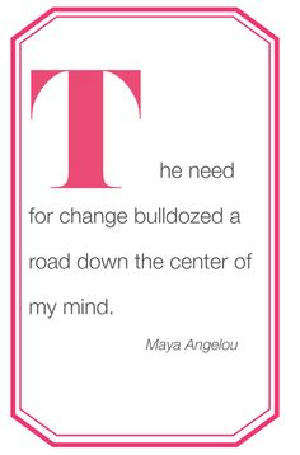 The need
for change bulldozed a
road down the center of
my mind.
Maya Angelou